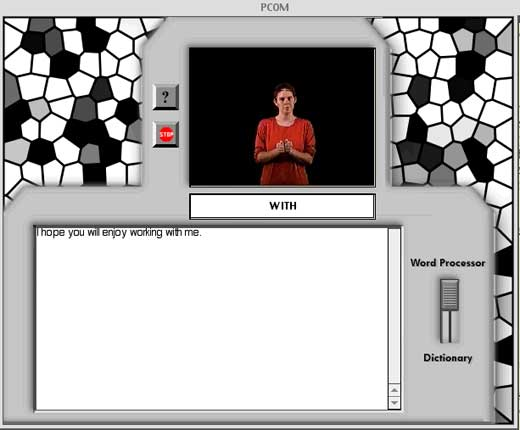 PCOM
?
STOP
WITH
I hope you will enjoy working with me.
Word Processor
Dictionary